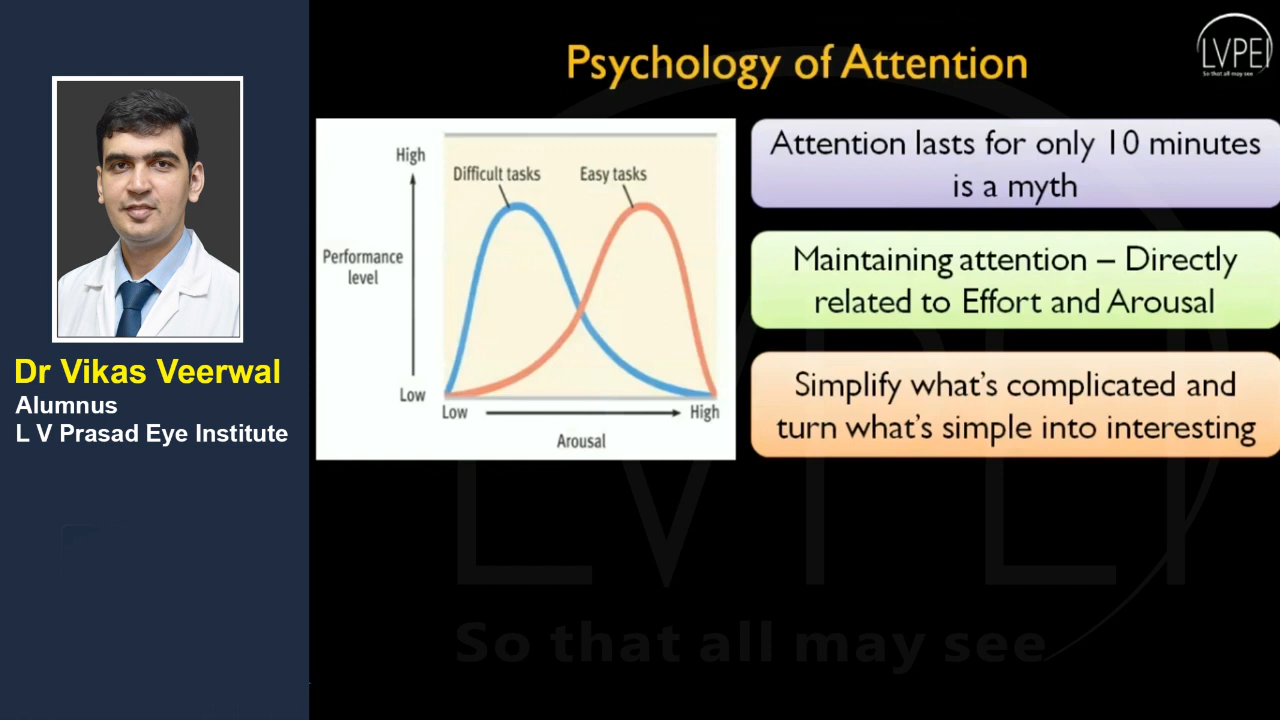 Psychology of Attention
LVPEI
So that all may see
Dr Vikas Veerwal
Alumnus
L V Prasad Eye Institute
High
Difficult tasks
Easy tasks
Performance
level
Low
Low
High
Arousal
Attention lasts for only 10 minutes
is a myth
Maintaining attention – Directly
related to Effort and Arousal
Simplify what's complicated and
turn what's simple into interesting
LVPEI
So that all may see